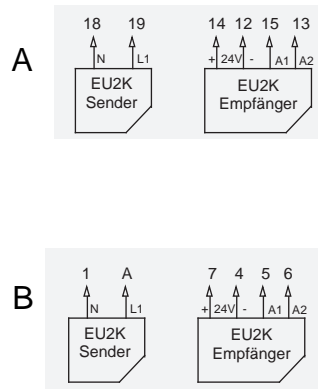 18 19 14 12 15 13
A
N L1 + 24V - A1 A2
EU2K EU2K
Sender Empfänger
1 A 7 4 5 6
B
N L1 + 24V - A1 A2
EU2K EU2K
Sender Empfänger